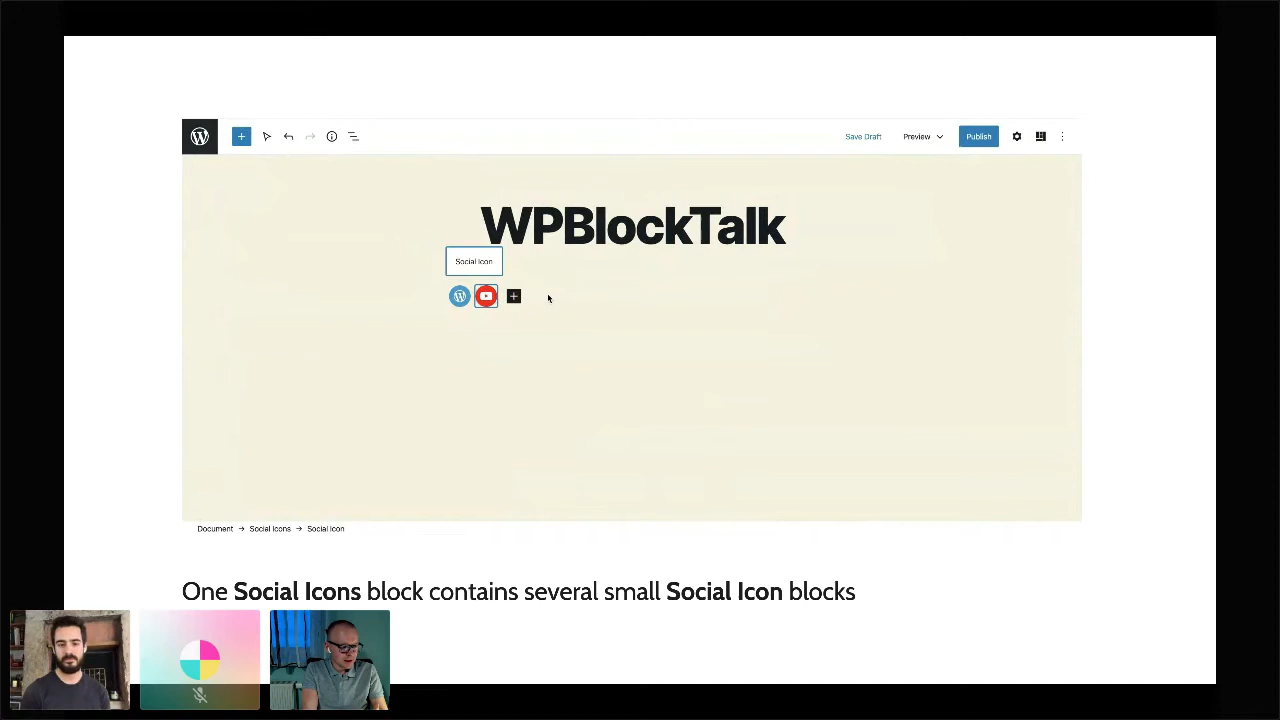 Save Draft Preview Publish
WPBlockTalk
Social Icon
Document → Social Icons → Social Icon
One Social Icons block contains several small Social Icon blocks